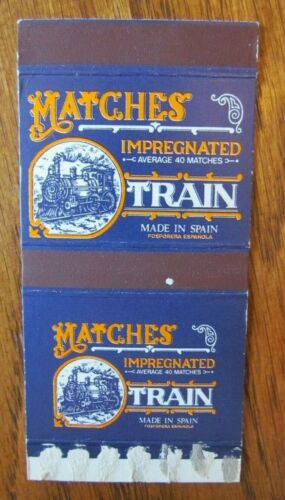 MATCHES
IMPREGNATED
AVERAGE 40 MATCHES
TRAIN
MADE IN SPAIN
FOSFORERA ESPAÑOLA
MATCHES
IMPREGNATED
AVERAGE 40 MATCHES
TRAIN
MADE IN SPAIN
FOSFORERA ESPAÑOLA